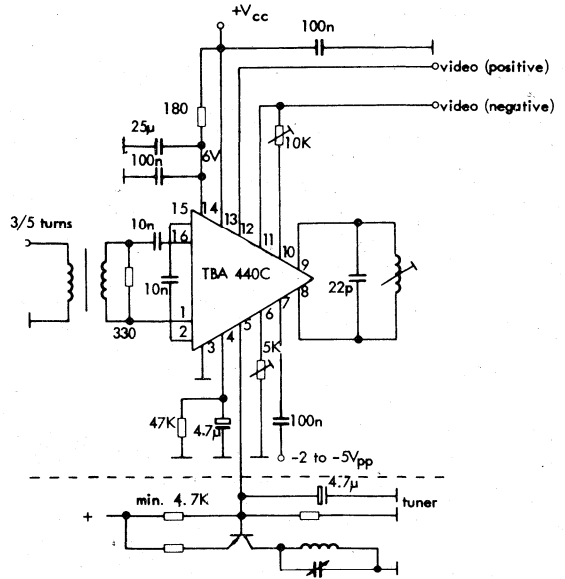 +Vcc
100n
video (positive)
180
video (negative)
25µ
10K
100n
6V
15
14
13
12
11
10
9
3/5 turns
10n
16
TBA 440C
10n
22p
8
7
1
6
330
2
3
4
5
5K
47K
4.7µ
100n
-2 to -5Vpp
4.7µ
min. 4.7K
tuner
+